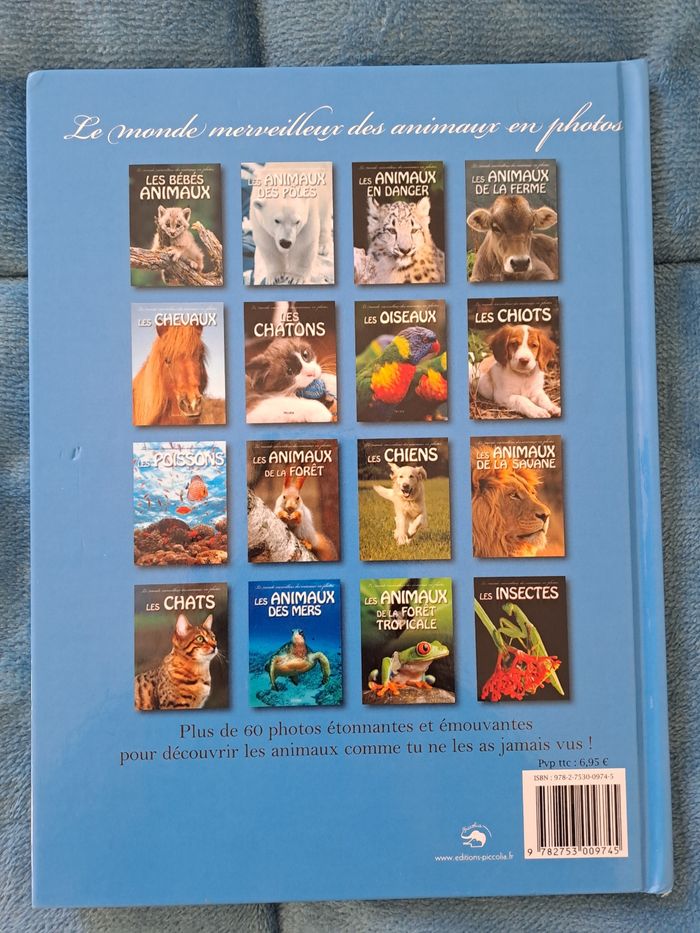 Le monde merveilleux des animaux en photos
LES BÉBÉS
ANIMAUX
LES ANIMAUX
DES PÔLES
LES ANIMAUX
EN DANGER
LES ANIMAUX
DE LA FERME
LES CHEVAUX
LES
CHATONS
LES OISEAUX
LES CHIOTS
LES POISSONS
LES ANIMAUX
DE LA FORÊT
LES CHIENS
LES ANIMAUX
DE LA SAVANE
LES CHATS
LES ANIMAUX
DES MERS
LES ANIMAUX
DE LA FORÊT
TROPICALE
LES INSECTES
Plus de 60 photos étonnantes et émouvantes
pour découvrir les animaux comme tu ne les as jamais vus !
Pvp ttc : 6,95 €
ISBN : 978-2-7530-0974-5
9 782753 009745
www.editions-piccolia.fr